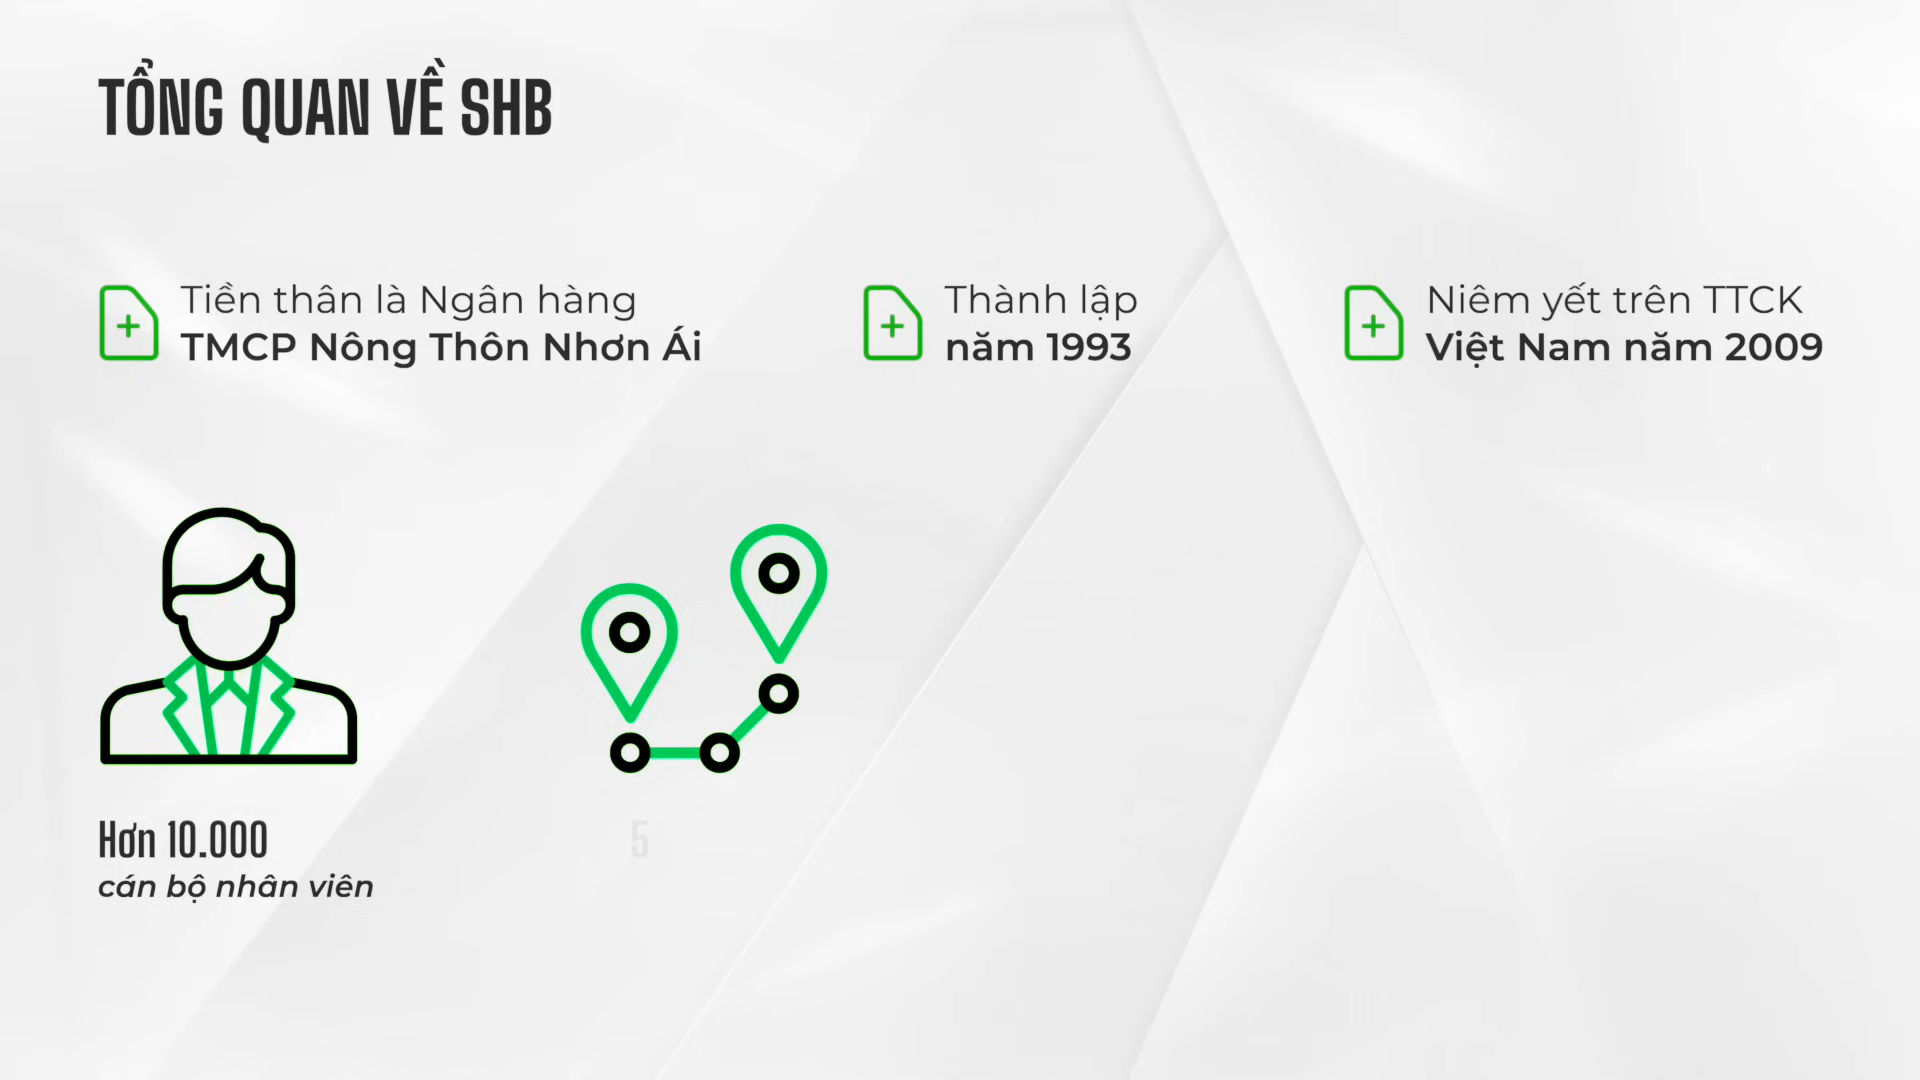 TỔNG QUAN VỀ SHB
Tiền thân là Ngân hàng
TMCP Nông Thôn Nhơn Ái
Thành lập
năm 1993
Niêm yết trên TTCK
Việt Nam năm 2009
Hơn 10.000
cán bộ nhân viên
5